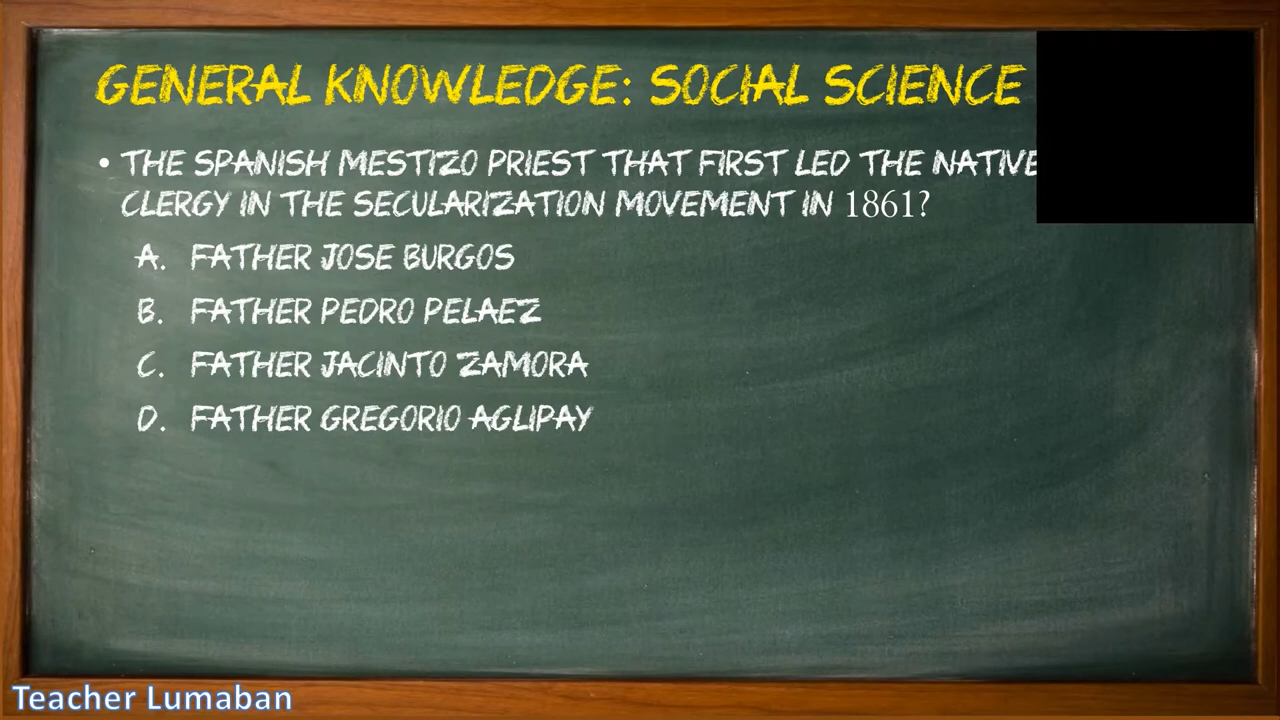 GENERAL KNOWLEDGE: SOCIAL SCIENCE
• THE SPANISH MESTIZO PRIEST THAT FIRST LED THE NATIVE
CLERGY IN THE SECULARIZATION MOVEMENT IN 1861?
A. FATHER JOSE BURGOS
B. FATHER PEDRO PELAEZ
C. FATHER JACINTO ZAMORA
D. FATHER GREGORIO AGLIPAY
Teacher Lumaban